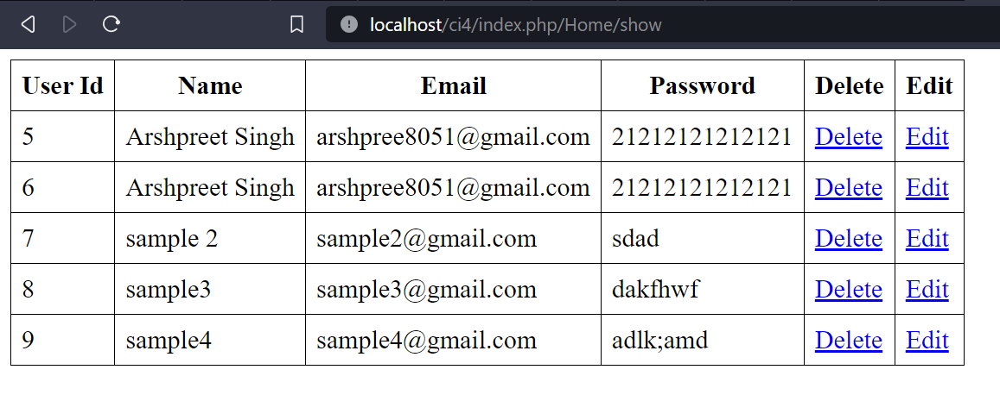 localhost/ci4/index.php/Home/show
User Id Name Email Password Delete Edit
5 Arshpreet Singh arshpree8051@gmail.com 21212121212121 Delete Edit
6 Arshpreet Singh arshpree8051@gmail.com 21212121212121 Delete Edit
7 sample 2 sample2@gmail.com sdad Delete Edit
8 sample3 sample3@gmail.com dakfhwf Delete Edit
9 sample4 sample4@gmail.com adlk;amd Delete Edit